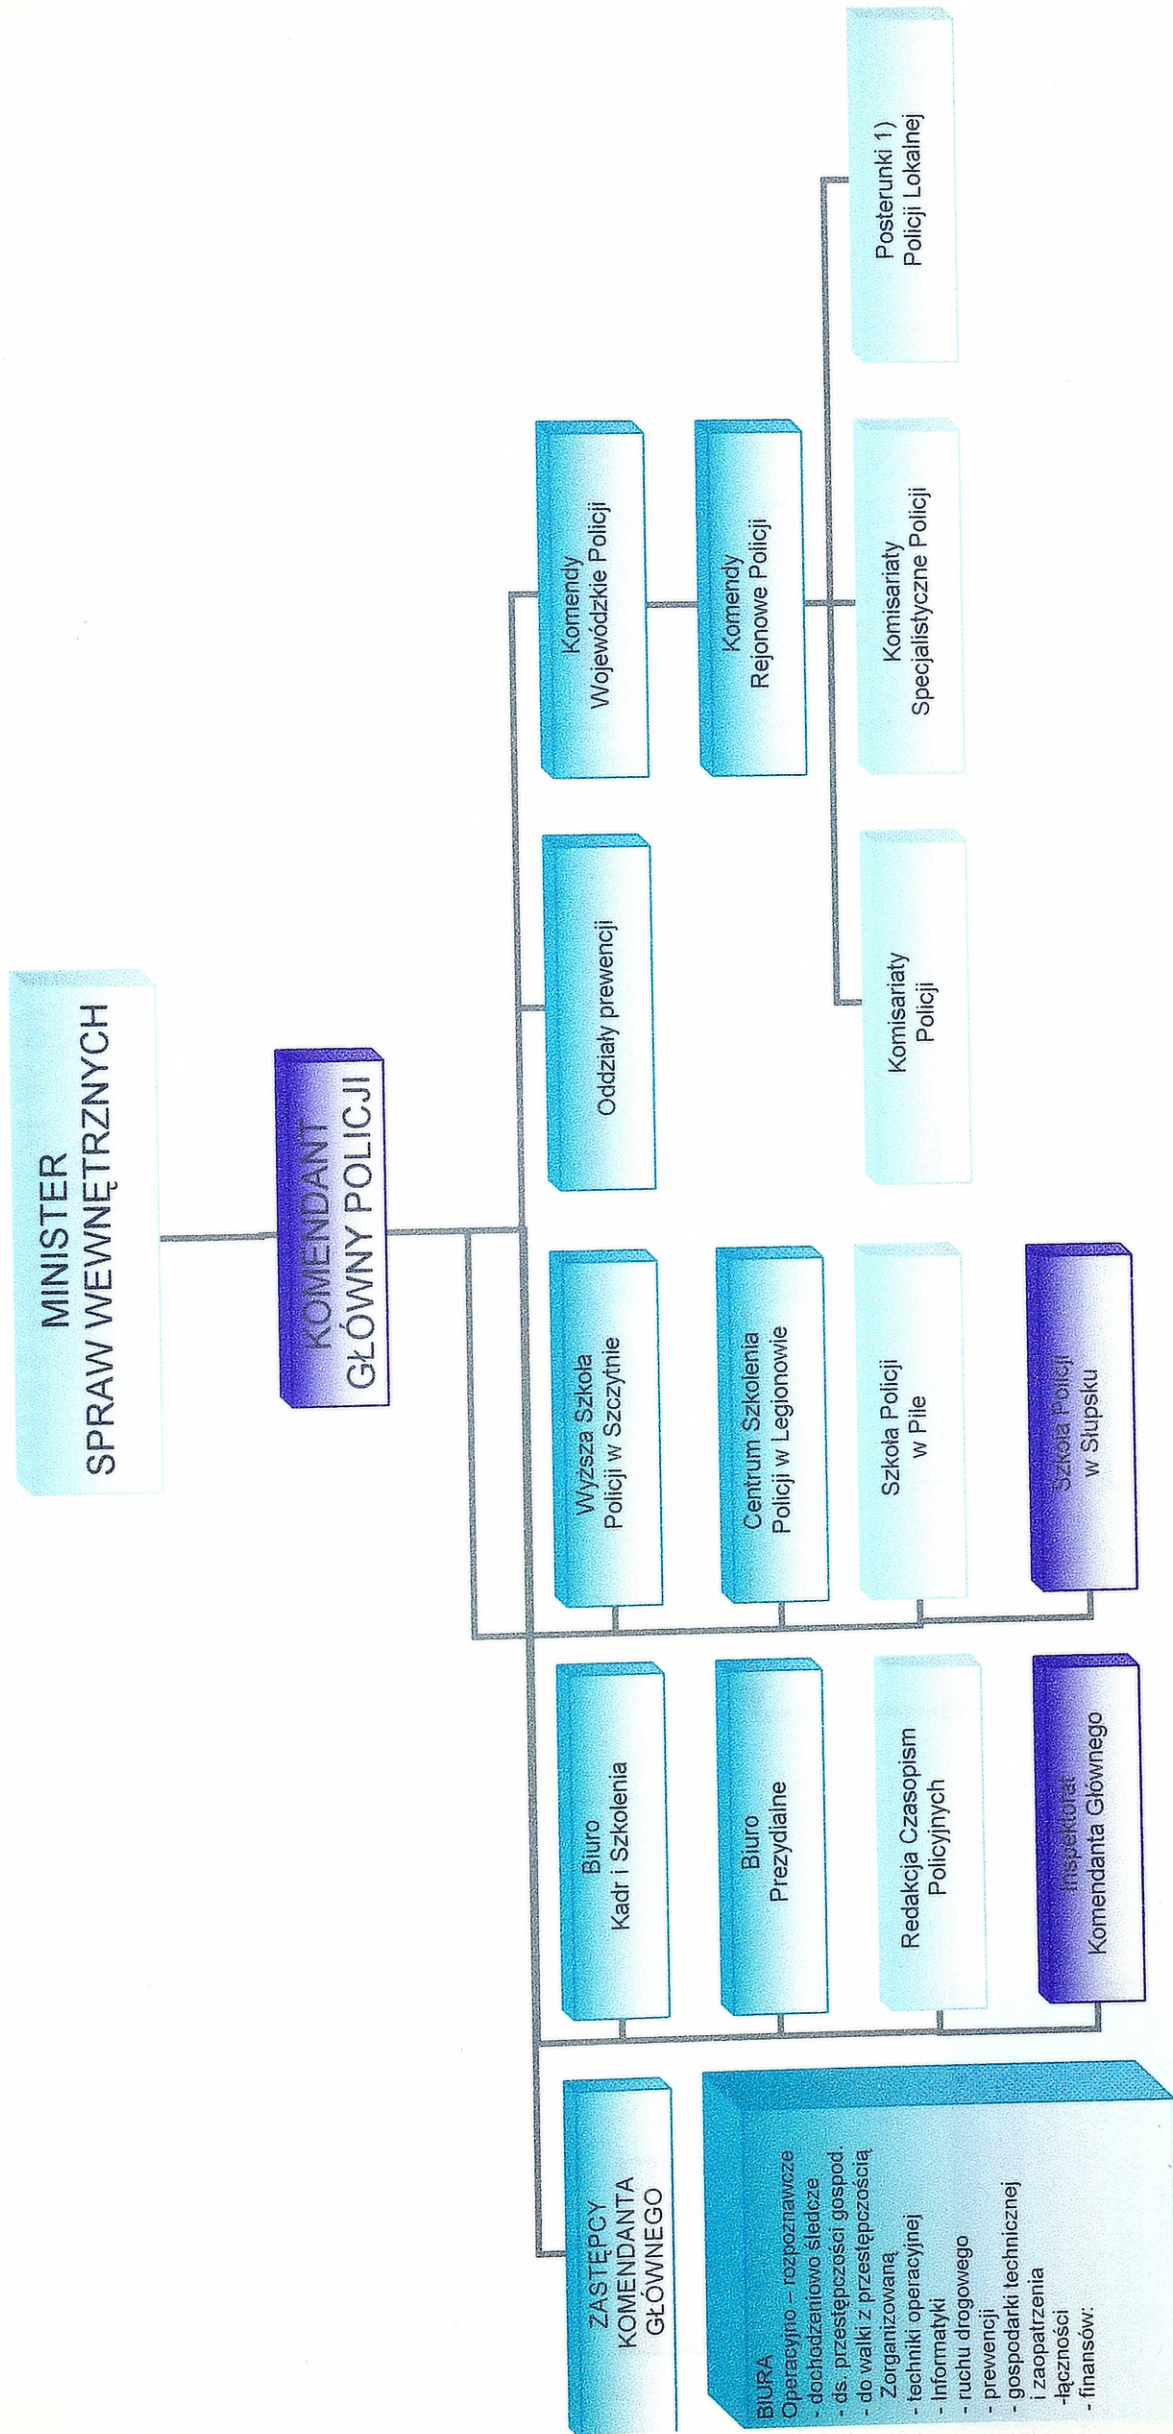 MINISTER
SPRAW WEWNĘTRZNYCH
KOMENDANT
GŁÓWNY POLICJI
ZASTĘPCY
KOMENDANTA
GŁÓWNEGO
BIURA
Operacyjno – rozpoznawcze
- dochodzeniowo śledcze
- ds. przestępczości gospod.
- do walki z przestępczością
Zorganizowaną
- techniki operacyjnej
- Informatyki
- ruchu drogowego
- prewencji
- gospodarki technicznej
i zaopatrzenia
-łączności
- finansów:
Biuro
Kadr i Szkolenia
Biuro
Prezydialne
Redakcja Czasopism
Policyjnych
Inspektorat
Komendanta Głównego
Wyższa Szkoła
Policji w Szczytnie
Centrum Szkolenia
Policji w Legionowie
Szkoła Policji
w Pile
Szkoła Policji
w Słupsku
Oddziały prewencji
Komendy
Wojewódzkie Policji
Komendy
Rejonowe Policji
Komisariaty
Policji
Komisariaty
Specjalistyczne Policji
Posterunki 1)
Policji Lokalnej